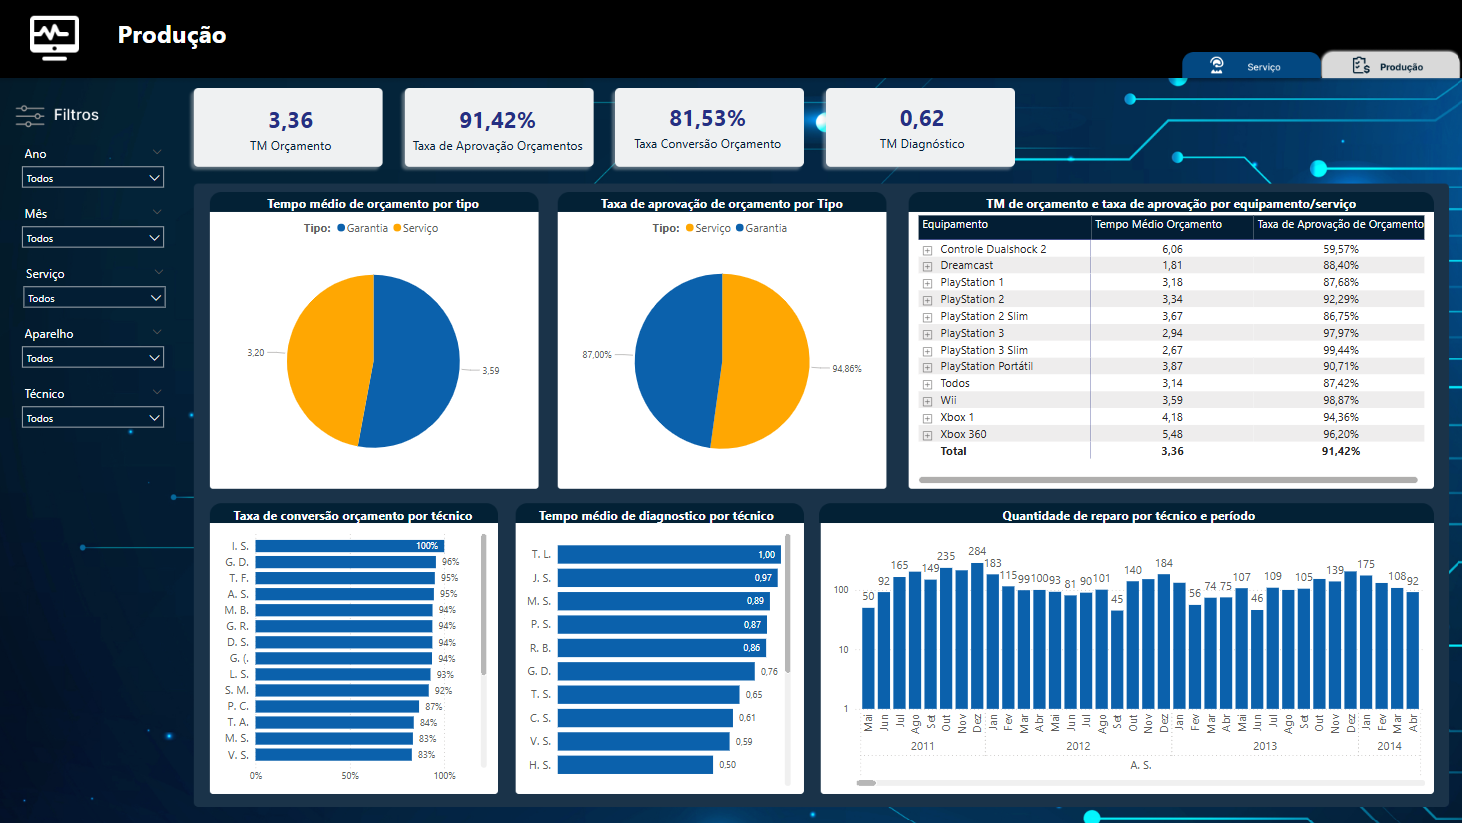 Produção
Serviço
Produção
Filtros
Ano
Todos
Mês
Todos
Serviço
Todos
Aparelho
Todos
Técnico
Todos
3,36
TM Orçamento
91,42%
Taxa de Aprovação Orçamentos
81,53%
Taxa Conversão Orçamento
0,62
TM Diagnóstico
Tempo médio de orçamento por tipo
Tipo: Garantia Serviço
3,20
3,59
Taxa de aprovação de orçamento por Tipo
Tipo: Serviço Garantia
87,00%
94,86%
TM de orçamento e taxa de aprovação por equipamento/serviço
Equipamento Tempo Médio Orçamento Taxa de Aprovação de Orçamento
Controle Dualshock 2 6,06 59,57%
Dreamcast 1,81 88,40%
PlayStation 1 3,18 87,68%
PlayStation 2 3,34 92,29%
PlayStation 2 Slim 3,67 86,75%
PlayStation 3 2,94 97,97%
PlayStation 3 Slim 2,67 99,44%
PlayStation Portátil 3,87 90,71%
Todos 3,14 87,42%
Wii 3,59 98,87%
Xbox 1 4,18 94,36%
Xbox 360 5,48 96,20%
Total 3,36 91,42%
Taxa de conversão orçamento por técnico
I. S. 100%
G. D. 96%
T. F. 95%
A. S. 95%
M. B. 94%
G. R. 94%
D. S. 94%
G. (. 94%
L. S. 93%
S. M. 92%
P. C. 87%
T. A. 84%
M. S. 83%
V. S. 83%
0% 50% 100%
Tempo médio de diagnostico por técnico
T. L. 1,00
J. S. 0,97
M. S. 0,89
P. S. 0,87
R. B. 0,86
G. D. 0,76
T. S. 0,65
C. S. 0,61
V. S. 0,59
H. S. 0,50
Quantidade de reparo por técnico e período
100
10
1
50 92 165 149 235 284 183 115 99 100 93 81 90 101 45 140 184 56 74 75 107 46 109 105 139 175 108 92
Mai Jun Jul Ago Set Out Nov Dez Jan Fev Mar Abr Mai Jun Jul Ago Set Out Nov Dez Jan Fev Mar Abr Mai Jun Jul Ago Set Out Nov Dez Jan Fev Mar Abr
2011 2012 2013 2014
A. S.